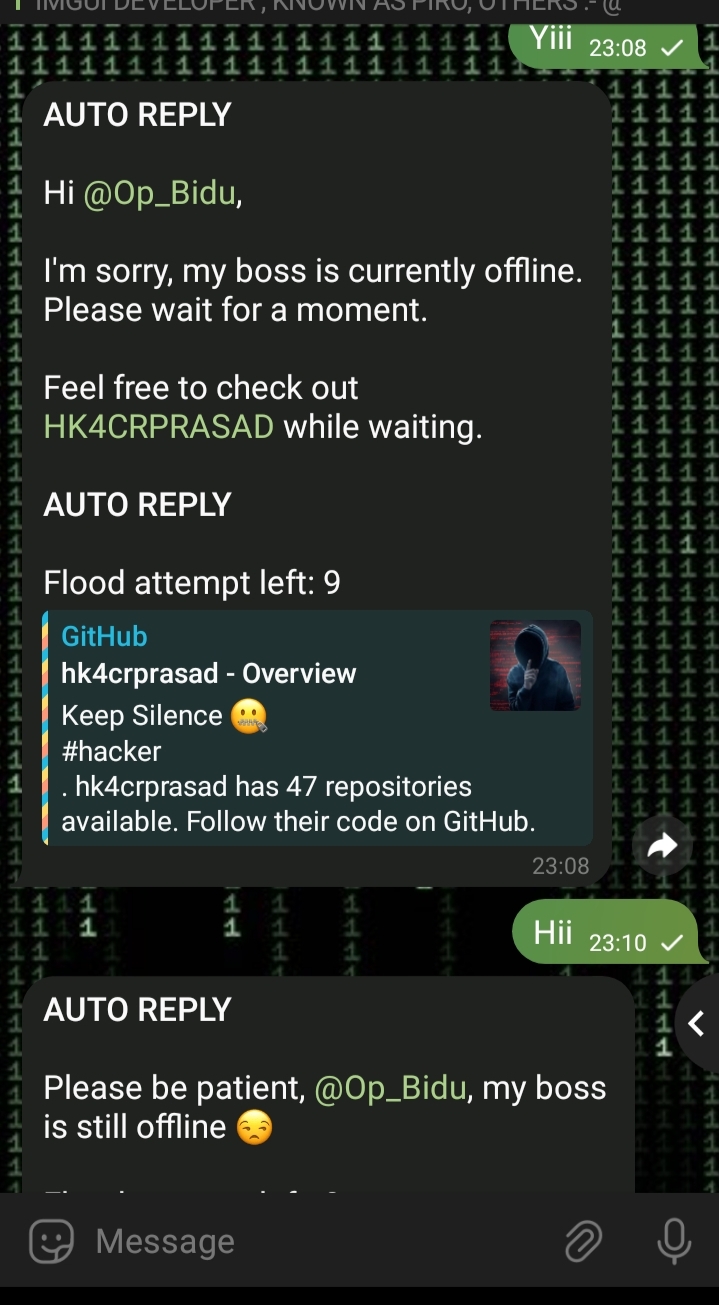 IMGUI DEVELOPER , KNOWN AS PIRO, OTHERS :- @
Yiii 23:08
AUTO REPLY
Hi @Op_Bidu,
I'm sorry, my boss is currently offline.
Please wait for a moment.
Feel free to check out
HK4CRPRASAD while waiting.
AUTO REPLY
Flood attempt left: 9
GitHub
hk4crprasad - Overview
Keep Silence 🤐
#hacker
. hk4crprasad has 47 repositories
available. Follow their code on GitHub.
23:08
Hii 23:10
AUTO REPLY
Please be patient, @Op_Bidu, my boss
is still offline 😒
Message